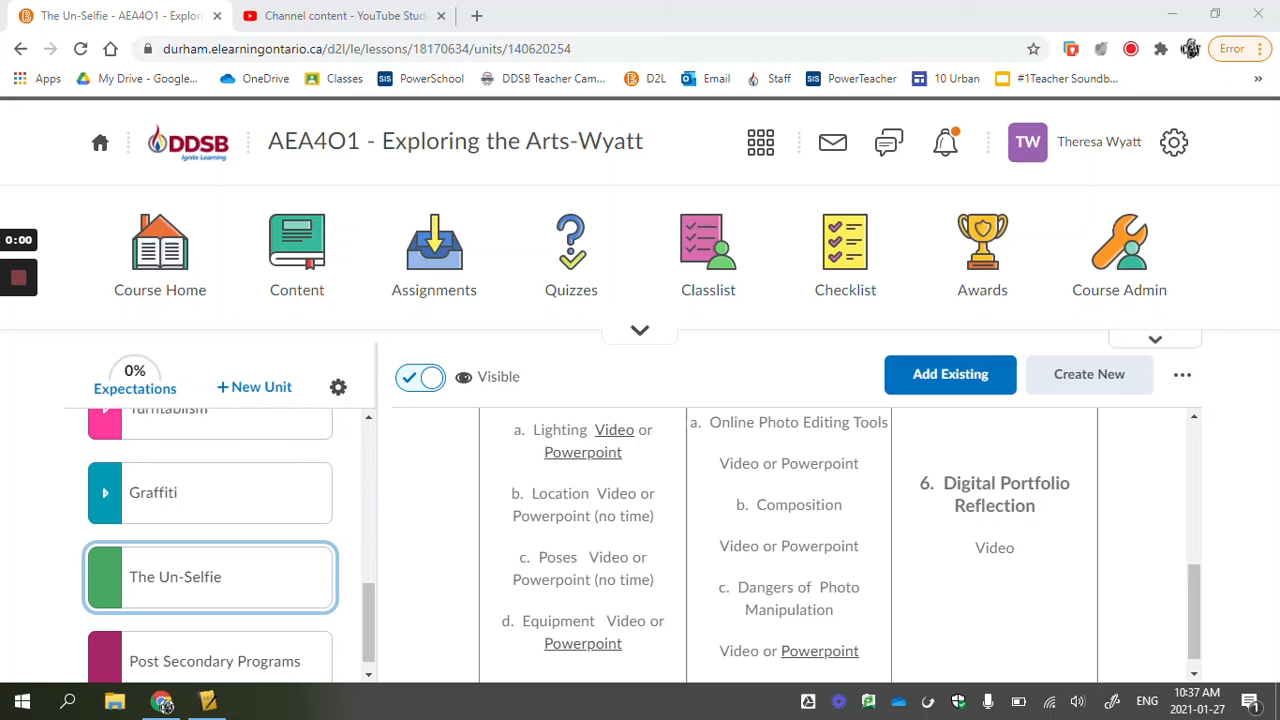 The Un-Selfie - AEA4O1 - Explor
Channel content - YouTube Stud
durham.elearningontario.ca/d2l/le/lessons/18170634/units/140620254
Error
Apps
My Drive - Google...
OneDrive
Classes
SIS PowerSchool
DDSB Teacher Cam...
D2L
Email
Staff
SIS PowerTeacher
10 Urban
#1Teacher Soundb...
DDSB
Ignite Learning
AEA4O1 - Exploring the Arts-Wyatt
TW
Theresa Wyatt
0:00
Course Home
Content
Assignments
Quizzes
Classlist
Checklist
Awards
Course Admin
0%
Expectations
+ New Unit
Visible
Add Existing
Create New
Turntablism
Graffiti
The Un-Selfie
Post Secondary Programs
a. Lighting Video or
Powerpoint
b. Location Video or
Powerpoint (no time)
c. Poses Video or
Powerpoint (no time)
d. Equipment Video or
Powerpoint
a. Online Photo Editing Tools
Video or Powerpoint
b. Composition
Video or Powerpoint
c. Dangers of Photo
Manipulation
Video or Powerpoint
6. Digital Portfolio
Reflection
Video
ENG
10:37 AM
2021-01-27
1